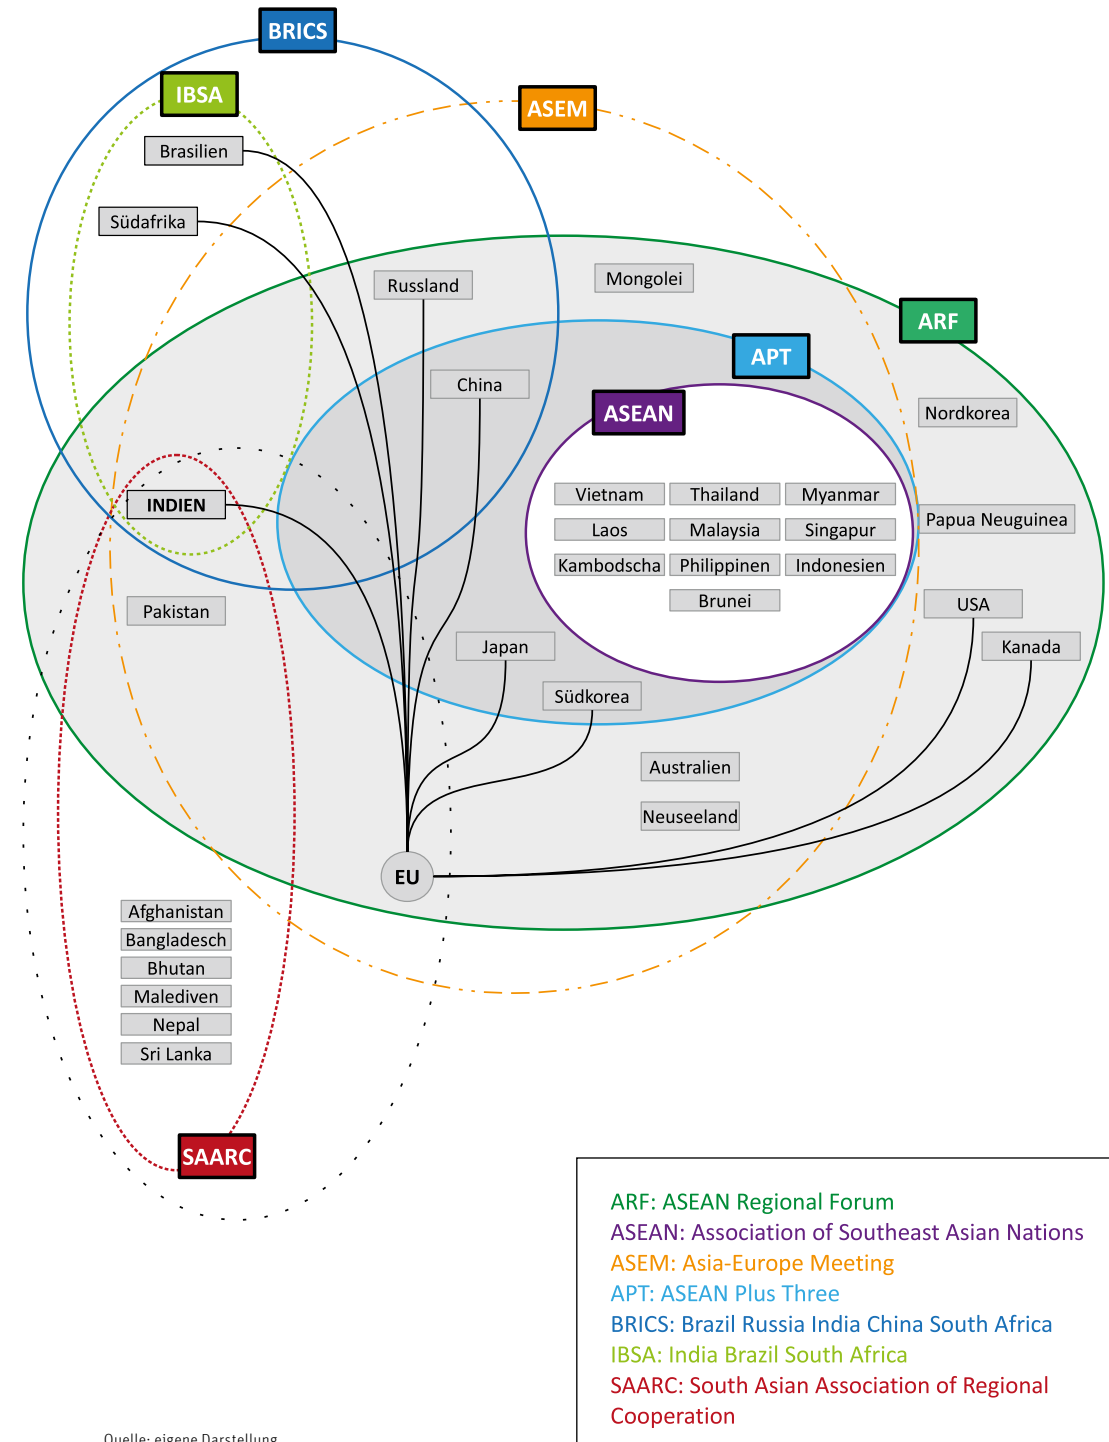 BRICS
IBSA
ASEM
Brasilien
Südafrika
Russland
Mongolei
ARF
APT
China
ASEAN
Nordkorea
Vietnam
Thailand
Myanmar
INDIEN
Laos
Malaysia
Singapur
Papua Neuguinea
Kambodscha
Philippinen
Indonesien
Brunei
Pakistan
USA
Japan
Kanada
Südkorea
Australien
Neuseeland
EU
Afghanistan
Bangladesch
Bhutan
Malediven
Nepal
Sri Lanka
SAARC
ARF: ASEAN Regional Forum
ASEAN: Association of Southeast Asian Nations
ASEM: Asia-Europe Meeting
APT: ASEAN Plus Three
BRICS: Brazil Russia India China South Africa
IBSA: India Brazil South Africa
SAARC: South Asian Association of Regional
Cooperation
Quelle: eigene Darstellung